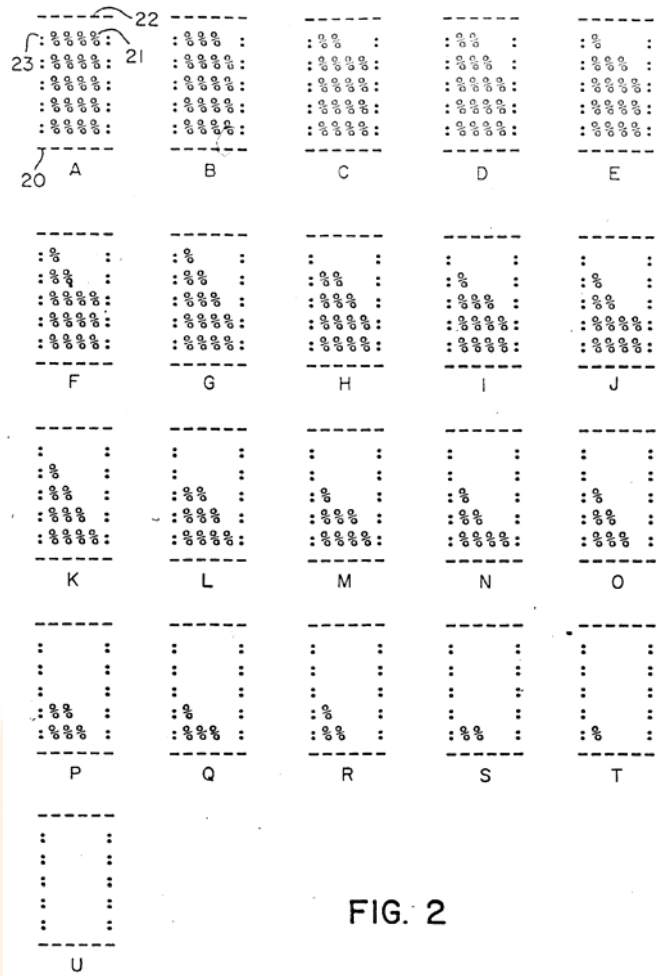 ------ 22 ------ ------ ------ ------
23 :%%%%: 21 :%%% : :%%  : :%%  : :%   :
:%%%%: :%%%%: :%%%%: :%%% : :%%% :
:%%%%: :%%%%: :%%%%: :%%%%: :%%%%:
:%%%%: :%%%%: :%%%%: :%%%%: :%%%%:
:%%%%: :%%%%: :%%%%: :%%%%: :%%%%:
------ ------ ------ ------ ------
20 A B C D E
------ ------ ------ ------ ------
:%   : :%   : :    : :    : :    :
:%%  : :%%  : :%%  : :%   : :%   :
:%%%%: :%%% : :%%% : :%%% : :%%  :
:%%%%: :%%%%: :%%%%: :%%%%: :%%%%:
:%%%%: :%%%%: :%%%%: :%%%%: :%%%%:
------ ------ ------ ------ ------
F G H I J
------ ------ ------ ------ ------
:    : :    : :    : :    : :    :
:%   : :    : :    : :    : :    :
:%%  : :%%  : :%   : :%   : :%   :
:%%% : :%%% : :%%% : :%%  : :%%  :
:%%%%: :%%%%: :%%%%: :%%%%: :%%% :
------ ------ ------ ------ ------
K L M N O
------ ------ ------ ------ ------
:    : :    : :    : :    : :    :
:    : :    : :    : :    : :    :
:    : :    : :    : :    : :    :
:%%  : :%   : :%   : :    : :    :
:%%% : :%%% : :%%  : :%%  : :%   :
------ ------ ------ ------ ------
P Q R S T
------
:    :
:    :
:    :
:    :
:    :
------
U
FIG. 2